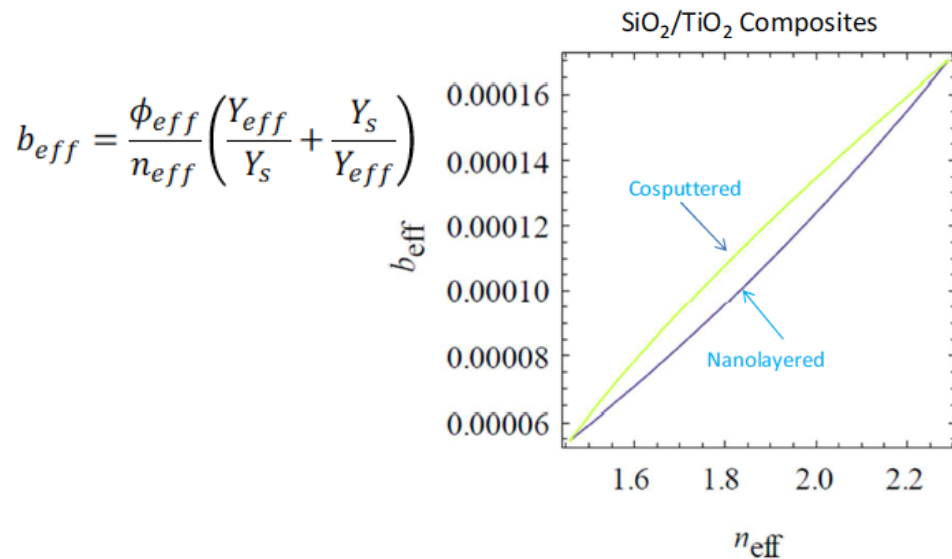 SiO₂/TiO₂ Composites
b_eff = ϕ_eff/n_eff (Y_eff/Y_s + Y_s/Y_eff)
b_eff
0.00016
0.00014
0.00012
0.00010
0.00008
0.00006
Cosputtered
Nanolayered
1.6 1.8 2.0 2.2
n_eff